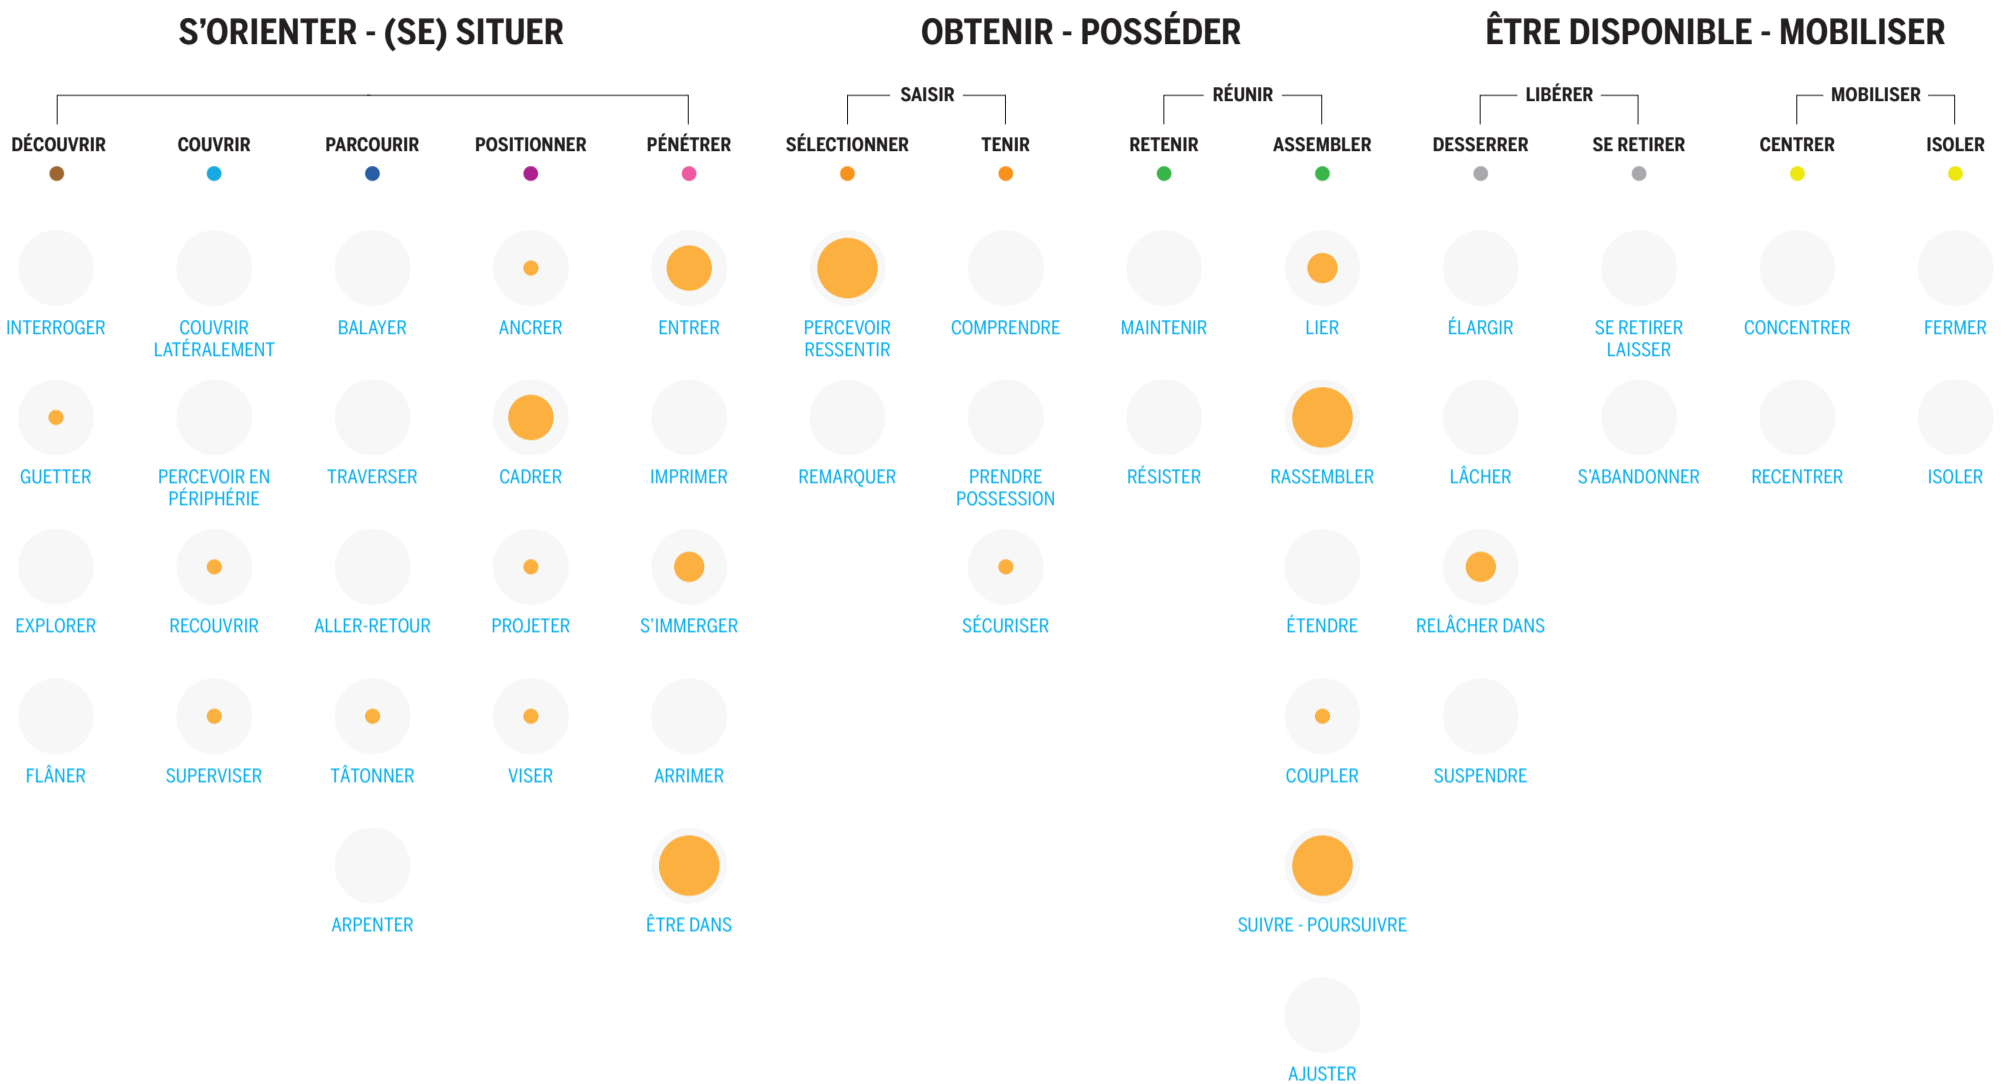 S’ORIENTER - (SE) SITUER
OBTENIR - POSSÉDER
ÊTRE DISPONIBLE - MOBILISER
SAISIR
RÉUNIR
LIBÉRER
MOBILISER
DÉCOUVRIR
COUVRIR
PARCOURIR
POSITIONNER
PÉNÉTRER
SÉLECTIONNER
TENIR
RETENIR
ASSEMBLER
DESSERRER
SE RETIRER
CENTRER
ISOLER
INTERROGER
COUVRIR
LATÉRALEMENT
BALAYER
ANCRER
ENTRER
PERCEVOIR
RESSENTIR
COMPRENDRE
MAINTENIR
LIER
ÉLARGIR
SE RETIRER
LAISSER
CONCENTRER
FERMER
GUETTER
PERCEVOIR EN
PÉRIPHÉRIE
TRAVERSER
CADRER
IMPRIMER
REMARQUER
PRENDRE
POSSESSION
RÉSISTER
RASSEMBLER
LÂCHER
S’ABANDONNER
RECENTRER
ISOLER
EXPLORER
RECOUVRIR
ALLER-RETOUR
PROJETER
S’IMMERGER
SÉCURISER
ÉTENDRE
RELÂCHER DANS
FLÂNER
SUPERVISER
TÂTONNER
VISER
ARRIMER
COUPLER
SUSPENDRE
ARPENTER
ÊTRE DANS
SUIVRE - POURSUIVRE
AJUSTER